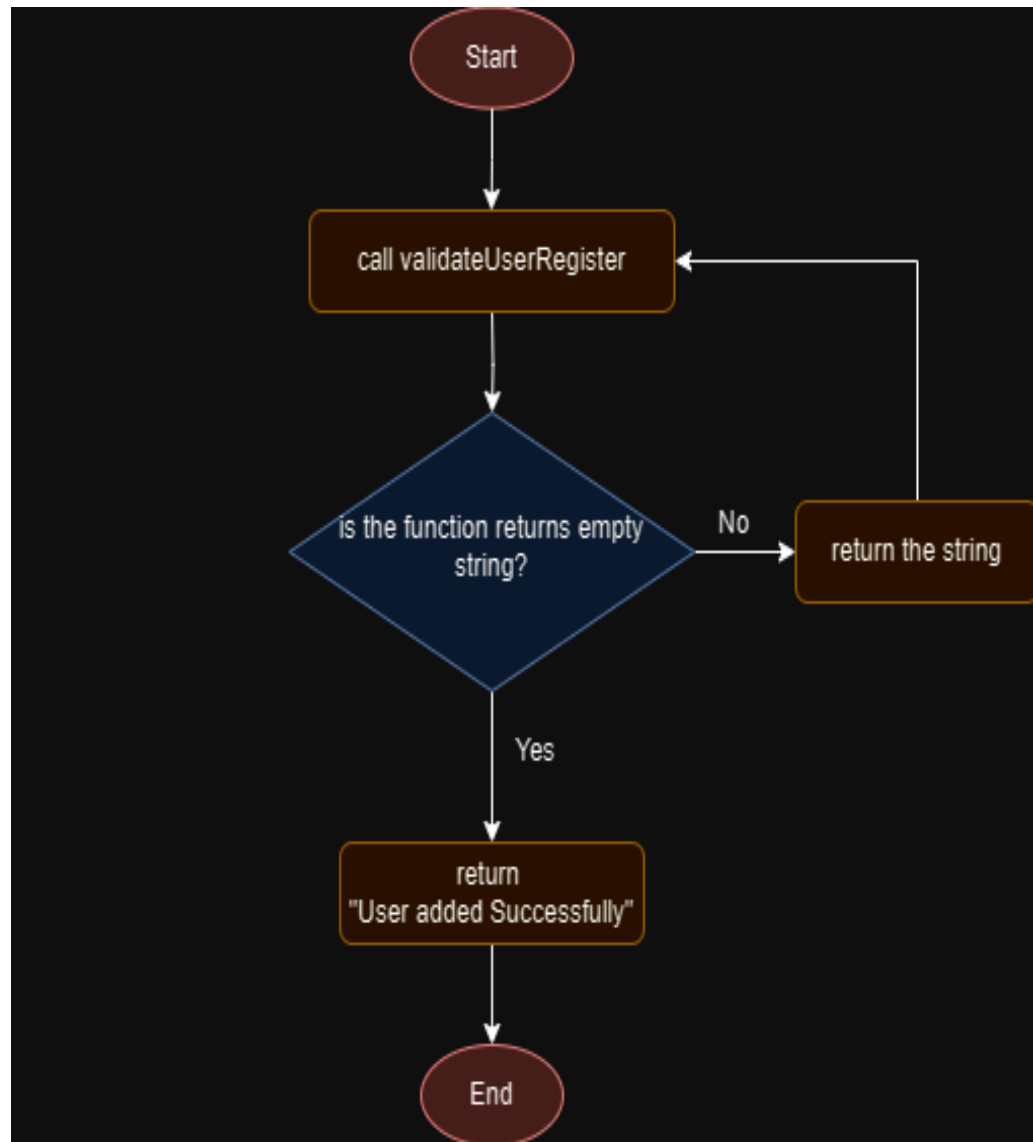 Start
call validateUserRegister
is the function returns empty
string?
No
return the string
Yes
return
"User added Successfully"
End